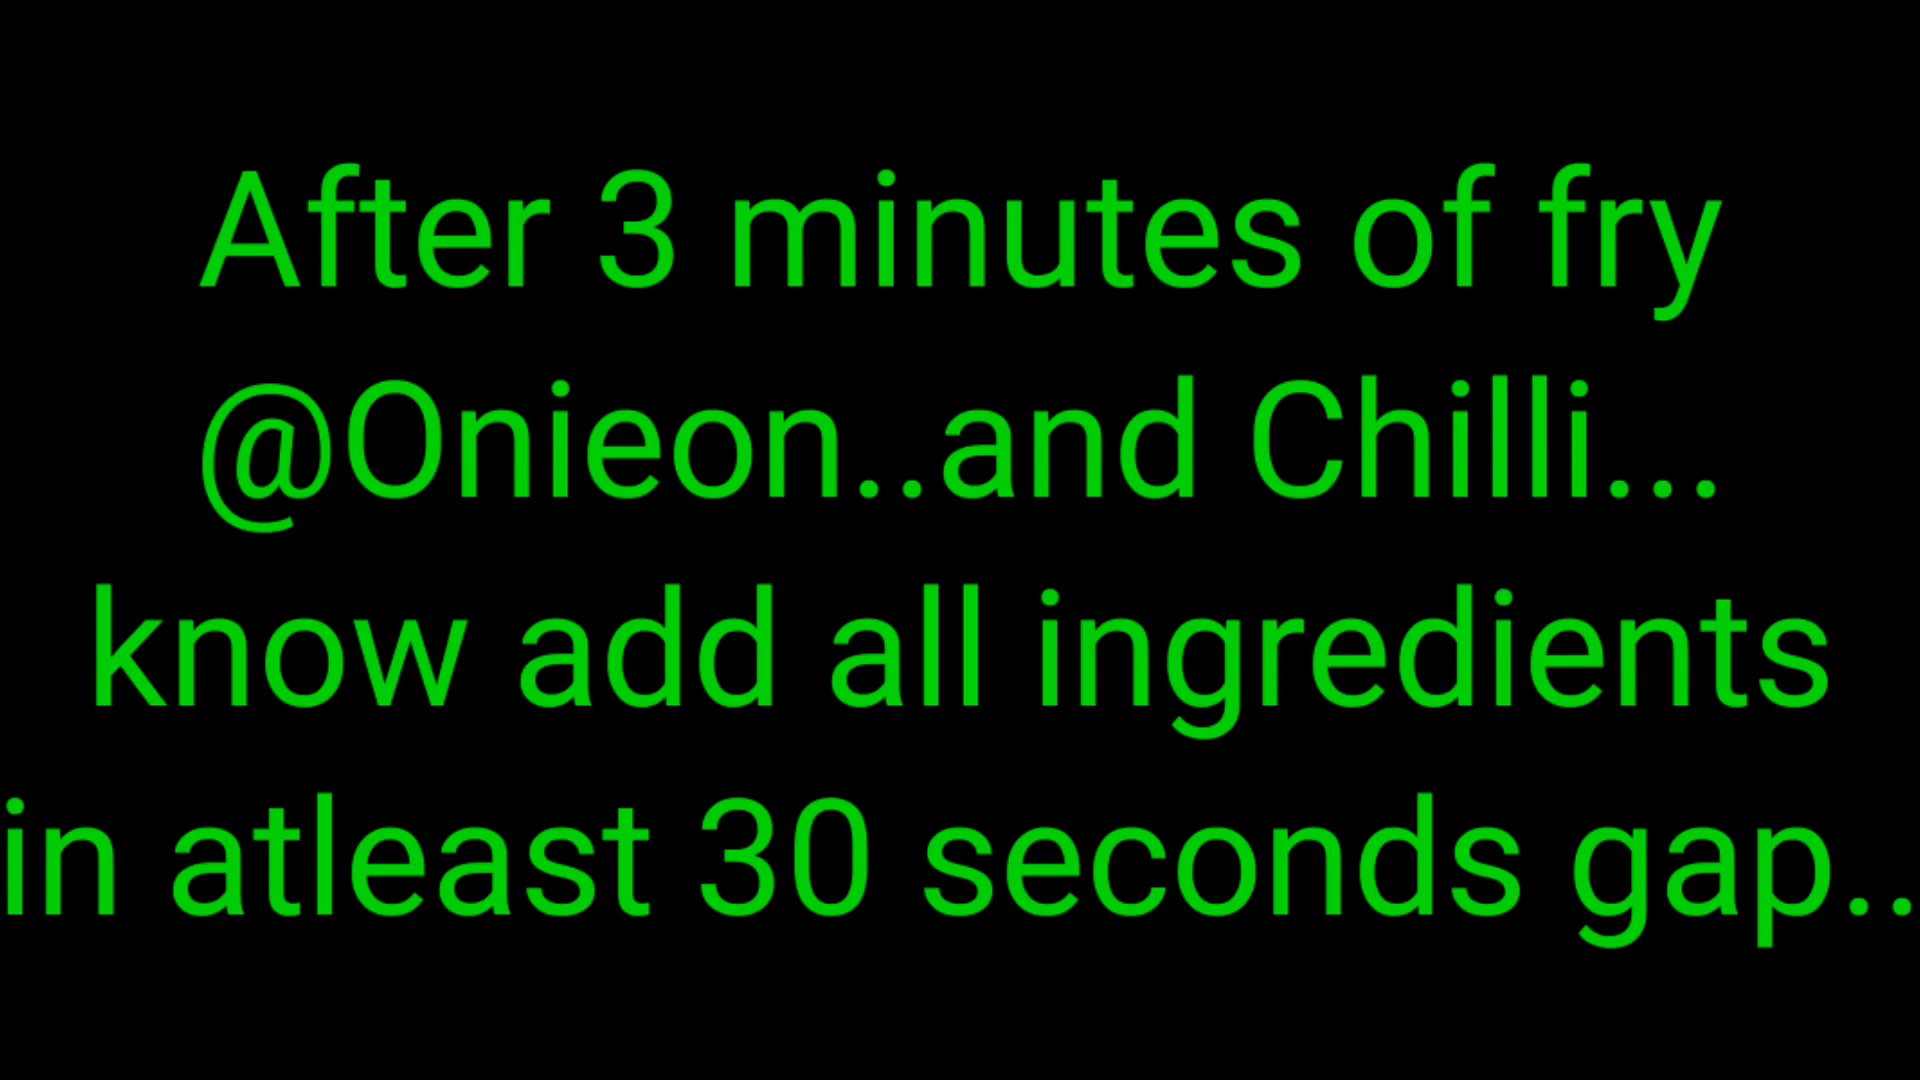 After 3 minutes of fry
@Onieon..and Chilli...
know add all ingredients
in atleast 30 seconds gap..